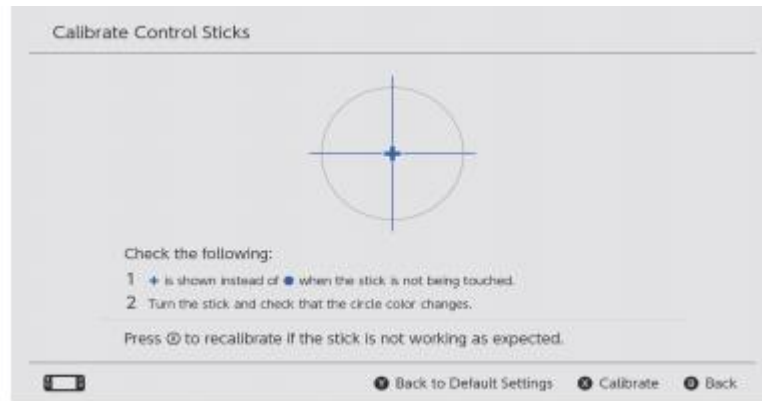 Calibrate Control Sticks
Check the following:
1 + is shown instead of ● when the stick is not being touched.
2 Turn the stick and check that the circle color changes.
Press Ⓧ to recalibrate if the stick is not working as expected.
Back to Default Settings Calibrate Back